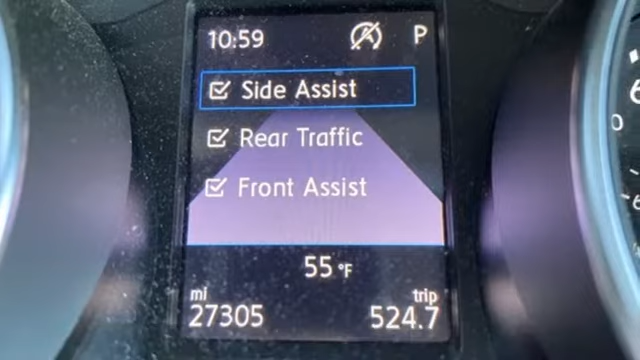 10:59 P
Side Assist
Rear Traffic
Front Assist
55 °F
mi trip
27305 524.7